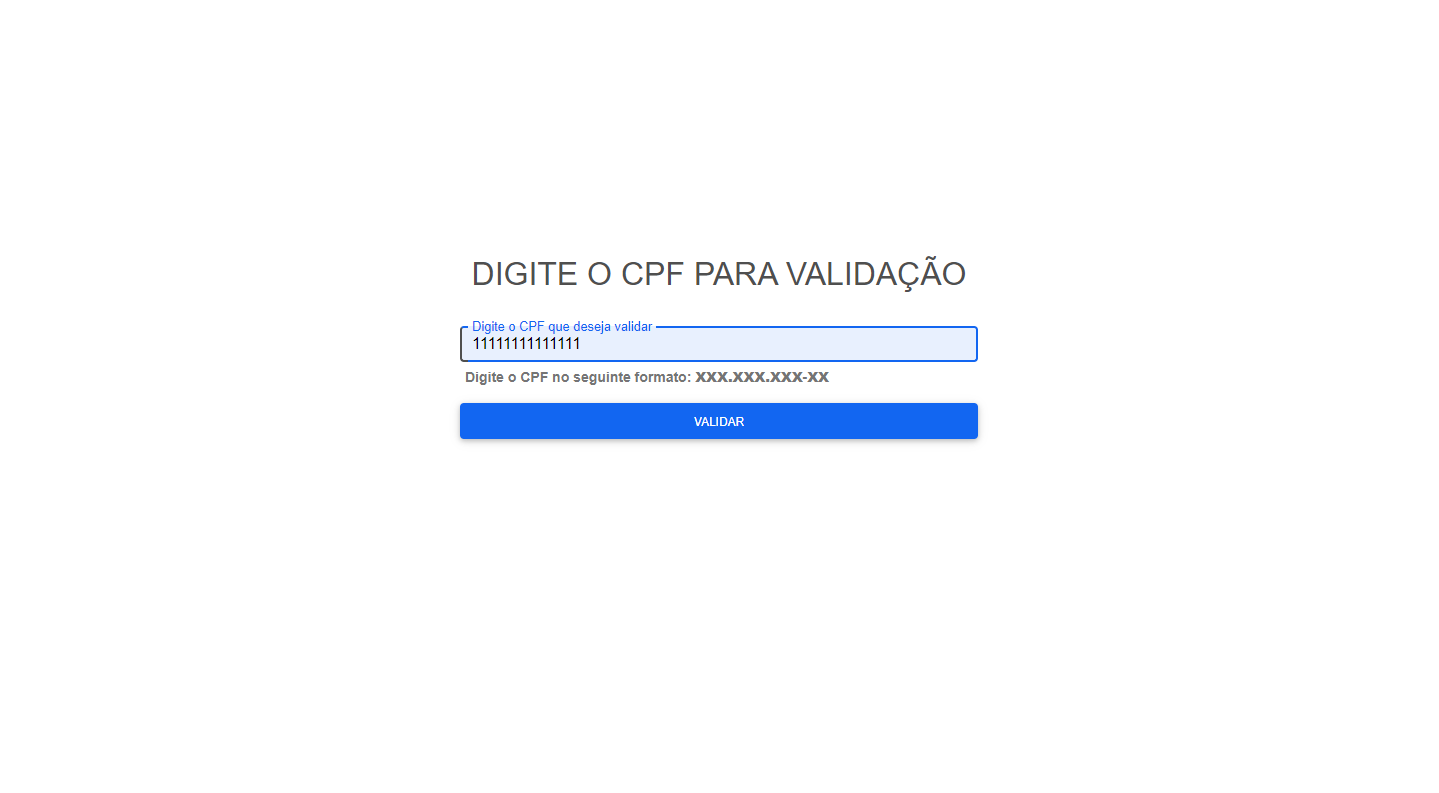 DIGITE O CPF PARA VALIDAÇÃO
Digite o CPF que deseja validar
11111111111111
Digite o CPF no seguinte formato: XXX.XXX.XXX-XX
VALIDAR